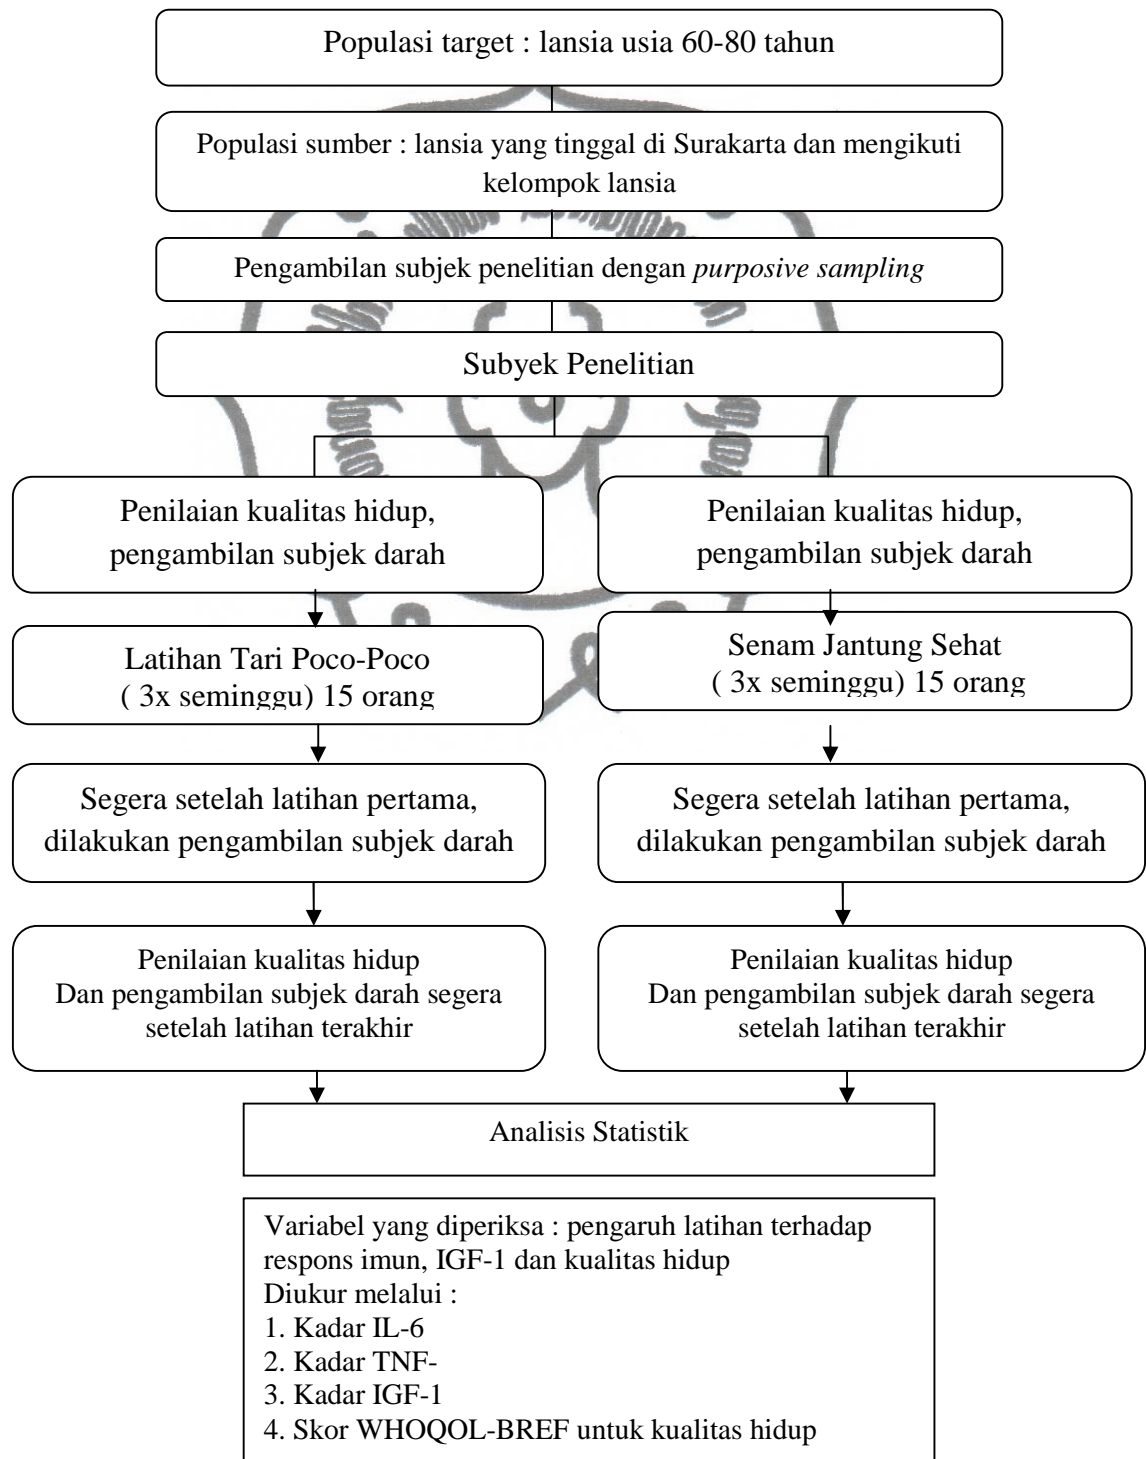 Populasi target : lansia usia 60-80 tahun
Populasi sumber : lansia yang tinggal di Surakarta dan mengikuti
kelompok lansia
Pengambilan subjek penelitian dengan purposive sampling
Subyek Penelitian
Penilaian kualitas hidup,
pengambilan subjek darah
Penilaian kualitas hidup,
pengambilan subjek darah
Latihan Tari Poco-Poco
( 3x seminggu) 15 orang
Senam Jantung Sehat
( 3x seminggu) 15 orang
Segera setelah latihan pertama,
dilakukan pengambilan subjek darah
Segera setelah latihan pertama,
dilakukan pengambilan subjek darah
Penilaian kualitas hidup
Dan pengambilan subjek darah segera
setelah latihan terakhir
Penilaian kualitas hidup
Dan pengambilan subjek darah segera
setelah latihan terakhir
Analisis Statistik
Variabel yang diperiksa : pengaruh latihan terhadap
respons imun, IGF-1 dan kualitas hidup
Diukur melalui :
1. Kadar IL-6
2. Kadar TNF-
3. Kadar IGF-1
4. Skor WHOQOL-BREF untuk kualitas hidup